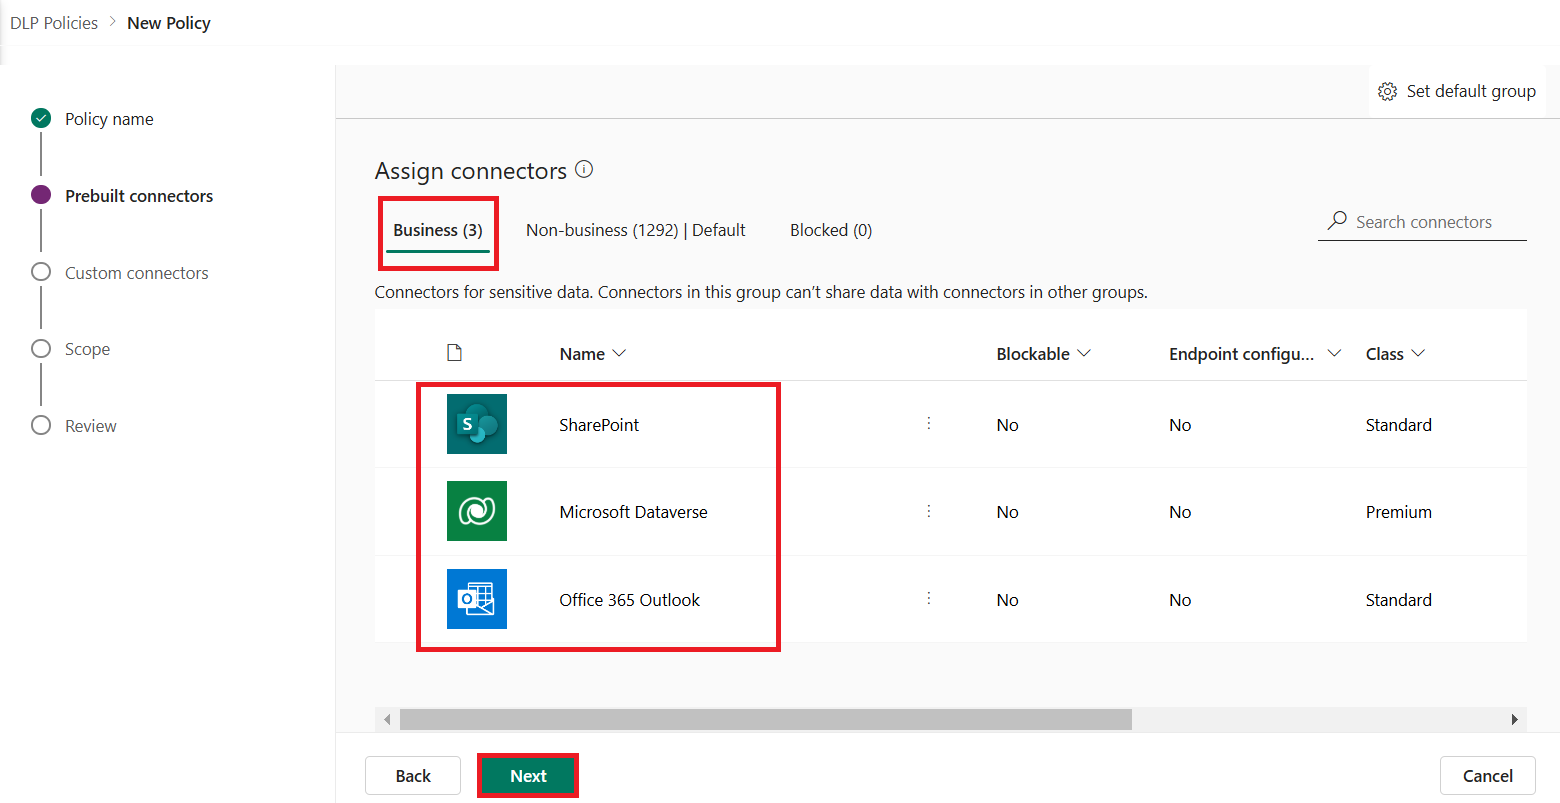 DLP Policies > New Policy
Set default group
Policy name
Prebuilt connectors
Custom connectors
Scope
Review
Assign connectors
Business (3) Non-business (1292) | Default Blocked (0)
Search connectors
Connectors for sensitive data. Connectors in this group can't share data with connectors in other groups.
Name Blockable Endpoint configu... Class
S SharePoint No No Standard
Microsoft Dataverse No No Premium
O Office 365 Outlook No No Standard
Back Next Cancel